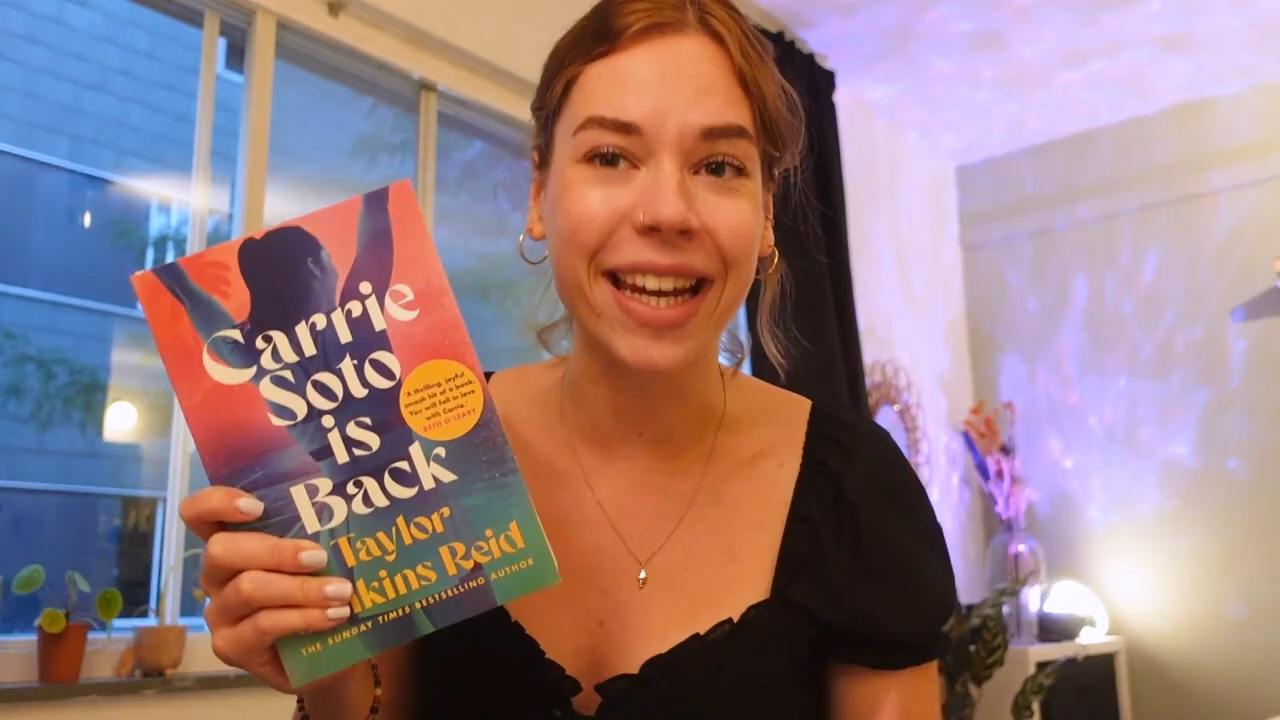 Carrie
Soto
is
Back
'A thrilling, joyful
smash hit of a book.
You will fall in love
with Carrie.'
BETH O'LEARY
Taylor
kins Reid
THE SUNDAY TIMES BESTSELLING AUTHOR